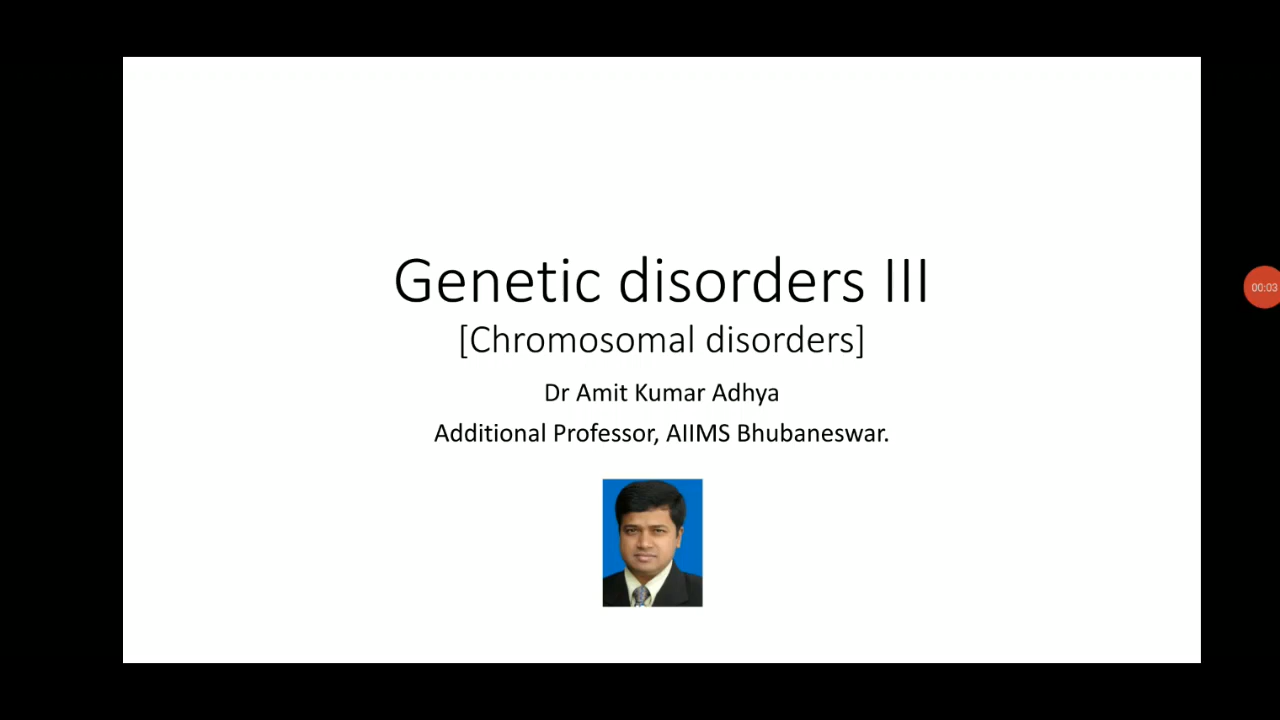 Genetic disorders III
[Chromosomal disorders]
Dr Amit Kumar Adhya
Additional Professor, AIIMS Bhubaneswar.
00:03